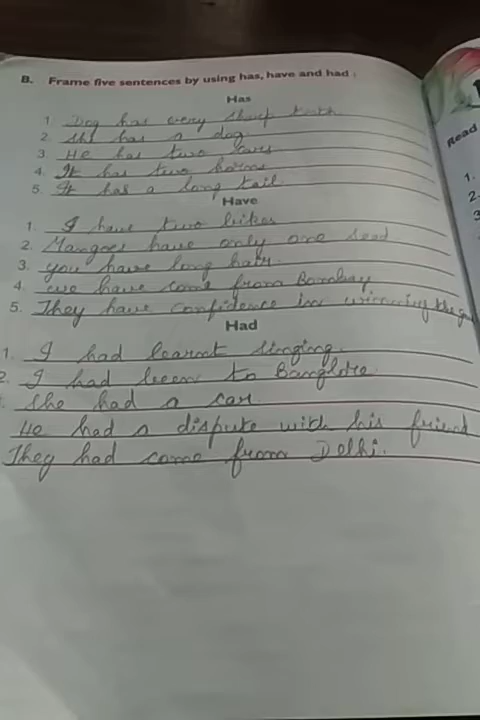 B. Frame five sentences by using has, have and had :
Has
1. Dog has very sharp teeth
2. She has a dog
3. He has two cars
4. It has two horns
5. It has a long tail
Have
1. I have two bikes
2. Mangoes have only one seed
3. you have long hair.
4. we have come from Bombay
5. They have confidence in winning the
Had
1. I had learnt singing.
2. I had been to Banglore
She had a car.
He had a dispute with his friend
They had come from Delhi.
Read
1.
2.
3